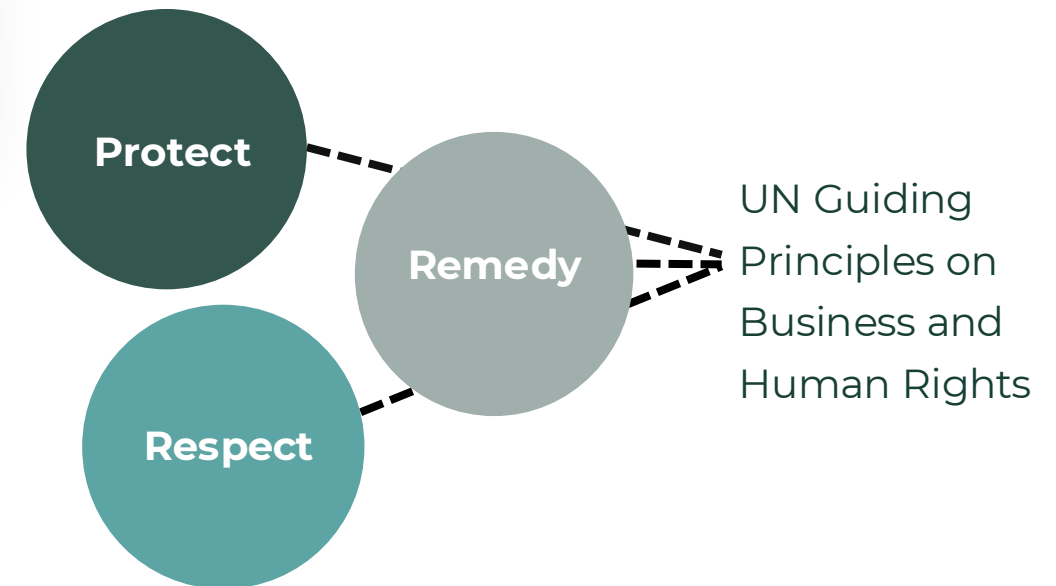 Protect
Remedy
Respect
UN Guiding
Principles on
Business and
Human Rights